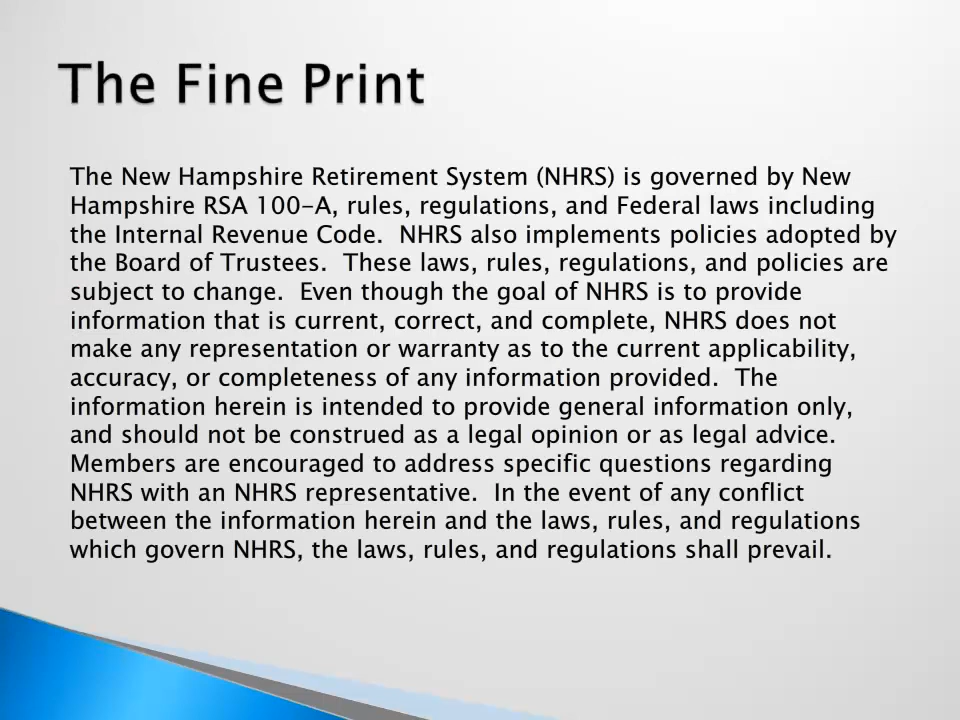 The Fine Print
The New Hampshire Retirement System (NHRS) is governed by New
Hampshire RSA 100-A, rules, regulations, and Federal laws including
the Internal Revenue Code.  NHRS also implements policies adopted by
the Board of Trustees.  These laws, rules, regulations, and policies are
subject to change.  Even though the goal of NHRS is to provide
information that is current, correct, and complete, NHRS does not
make any representation or warranty as to the current applicability,
accuracy, or completeness of any information provided.  The
information herein is intended to provide general information only,
and should not be construed as a legal opinion or as legal advice.
Members are encouraged to address specific questions regarding
NHRS with an NHRS representative.  In the event of any conflict
between the information herein and the laws, rules, and regulations
which govern NHRS, the laws, rules, and regulations shall prevail.